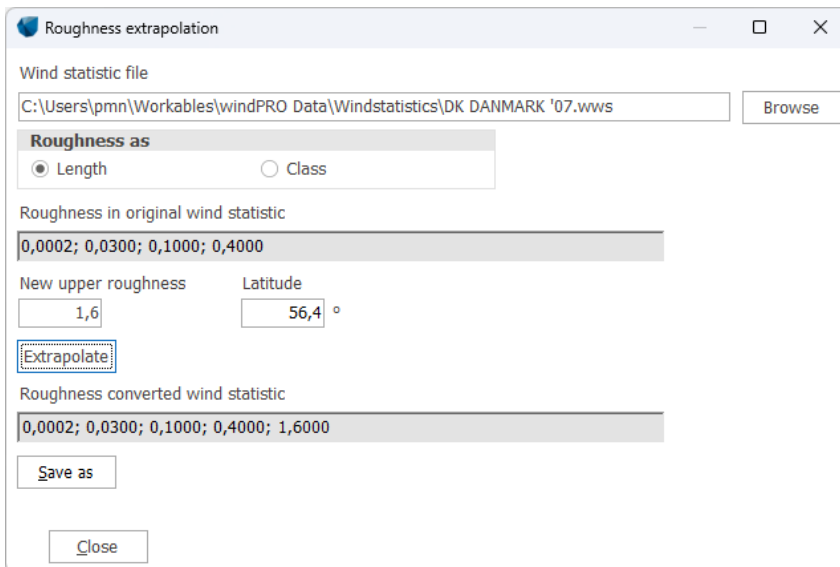 Roughness extrapolation
Wind statistic file
C:\Users\pmn\Workables\windPRO Data\Windstatistics\DK DANMARK '07.wws
Browse
Roughness as
Length Class
Roughness in original wind statistic
0,0002; 0,0300; 0,1000; 0,4000
New upper roughness Latitude
1,6 56,4 °
Extrapolate
Roughness converted wind statistic
0,0002; 0,0300; 0,1000; 0,4000; 1,6000
Save as
Close